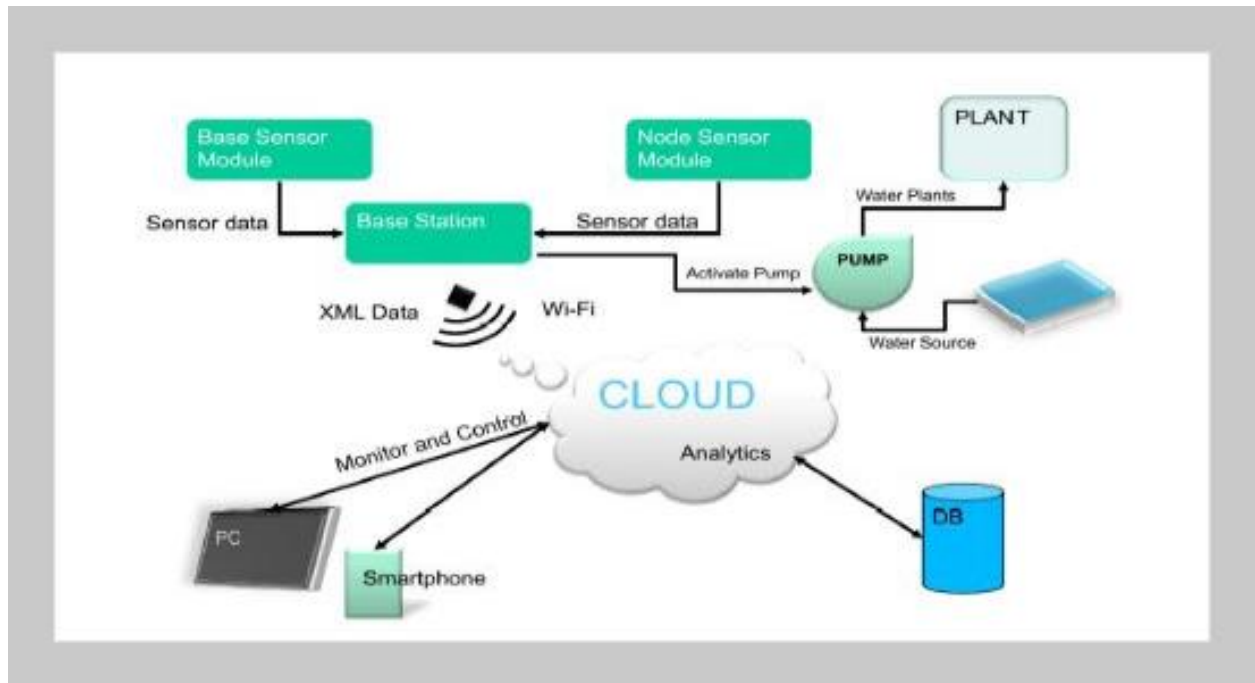 Base Sensor
Module
Node Sensor
Module
PLANT
Water Plants
Sensor data
Base Station
Sensor data
PUMP
Activate Pump
XML Data
Wi-Fi
Water Source
CLOUD
Monitor and Control
Analytics
PC
DB
Smartphone